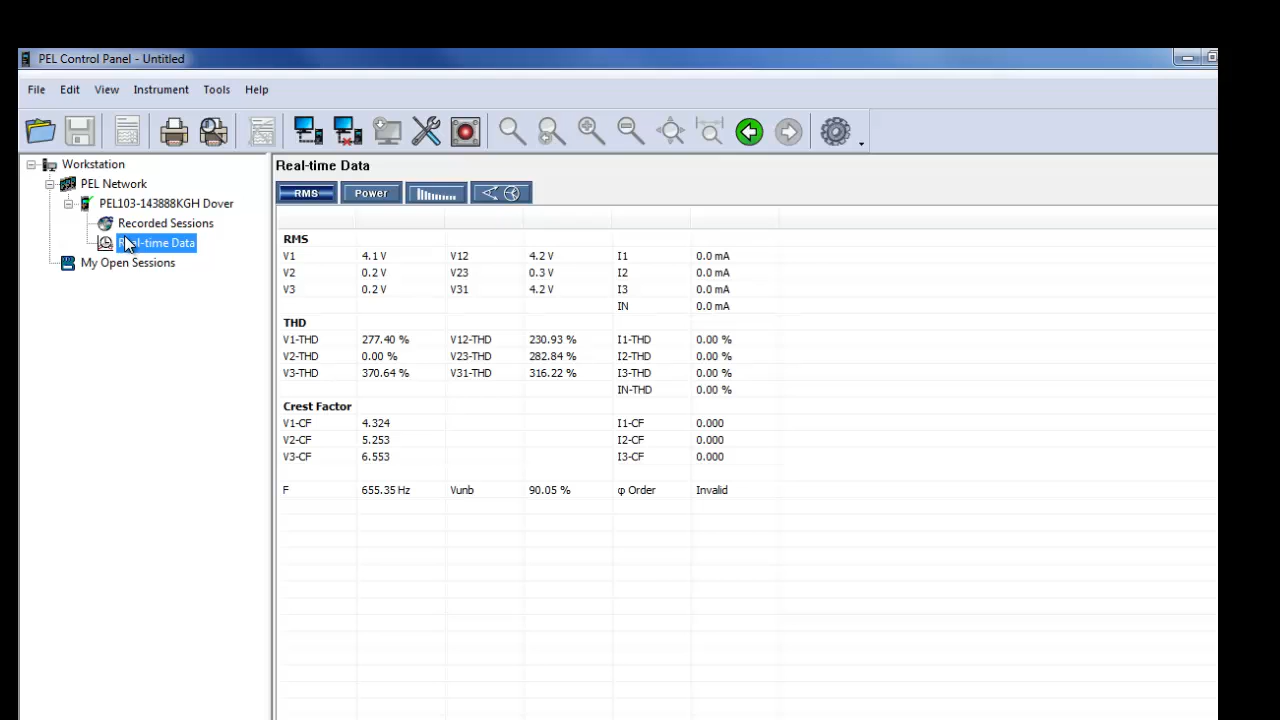 PEL Control Panel - Untitled
File Edit View Instrument Tools Help
Workstation
PEL Network
PEL103-143888KGH Dover
Recorded Sessions
Real-time Data
My Open Sessions
Real-time Data
RMS Power
RMS
V1 4.1 V V12 4.2 V I1 0.0 mA
V2 0.2 V V23 0.3 V I2 0.0 mA
V3 0.2 V V31 4.2 V I3 0.0 mA
IN 0.0 mA
THD
V1-THD 277.40 % V12-THD 230.93 % I1-THD 0.00 %
V2-THD 0.00 % V23-THD 282.84 % I2-THD 0.00 %
V3-THD 370.64 % V31-THD 316.22 % I3-THD 0.00 %
IN-THD 0.00 %
Crest Factor
V1-CF 4.324 I1-CF 0.000
V2-CF 5.253 I2-CF 0.000
V3-CF 6.553 I3-CF 0.000
F 655.35 Hz Vunb 90.05 % φ Order Invalid